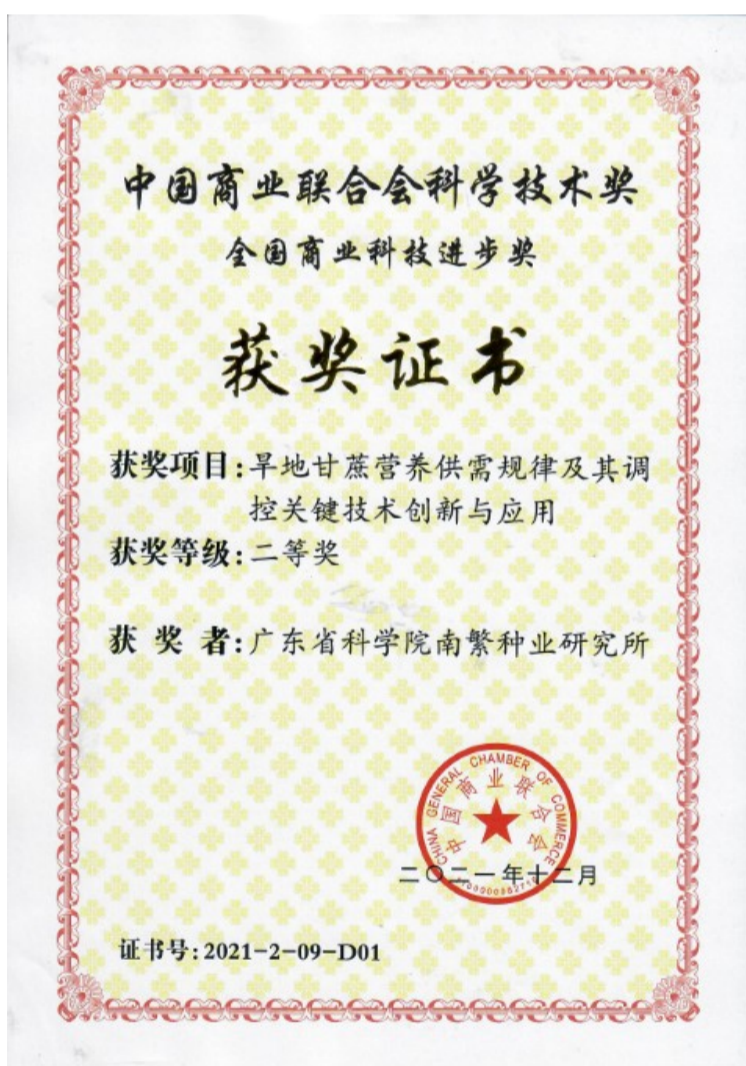 中国商业联合会科学技术奖
全国商业科技进步奖
获奖证书
获奖项目:旱地甘蔗营养供需规律及其调
控关键技术创新与应用
获奖等级:二等奖
获 奖 者:广东省科学院南繁种业研究所
CHINA GENERAL CHAMBER OF COMMERCE
中国商业联合会
二〇二一年十二月
证书号:2021-2-09-D01